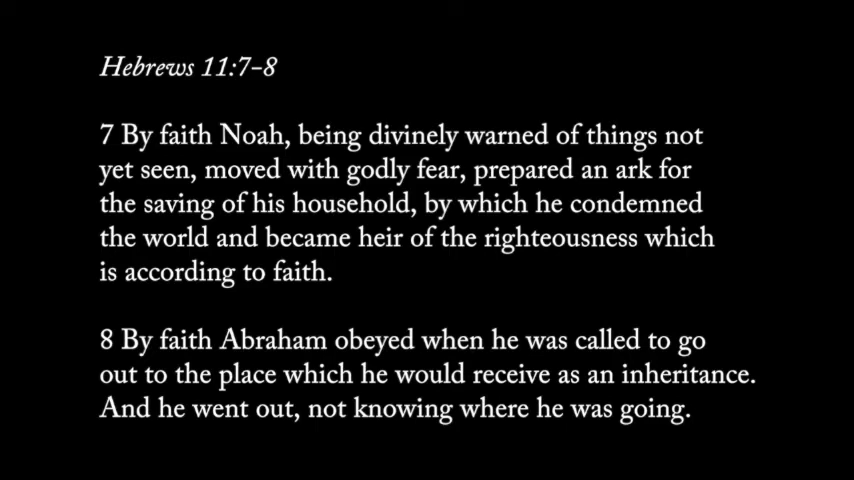 Hebrews 11:7–8
7 By faith Noah, being divinely warned of things not
yet seen, moved with godly fear, prepared an ark for
the saving of his household, by which he condemned
the world and became heir of the righteousness which
is according to faith.
8 By faith Abraham obeyed when he was called to go
out to the place which he would receive as an inheritance.
And he went out, not knowing where he was going.